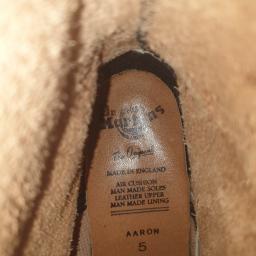 Dr. Martens
The Original
MADE IN ENGLAND
AIR CUSHION
MAN MADE SOLES
LEATHER UPPER
MAN MADE LINING
AARON
5